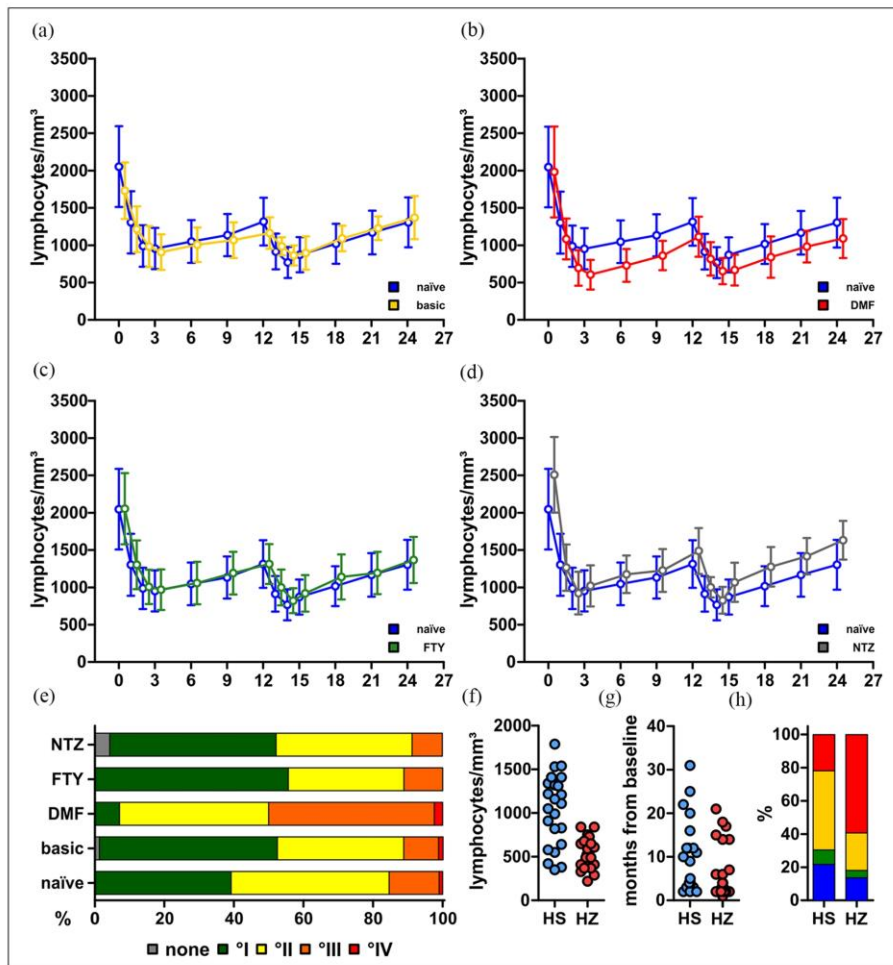 (a)
3500
3000
2500
2000
1500
1000
500
0
lymphocytes/mm³
naïve
basic
0 3 6 9 12 15 18 21 24 27
(b)
3500
3000
2500
2000
1500
1000
500
0
lymphocytes/mm³
naïve
DMF
0 3 6 9 12 15 18 21 24 27
(c)
3500
3000
2500
2000
1500
1000
500
0
lymphocytes/mm³
naïve
FTY
0 3 6 9 12 15 18 21 24 27
(d)
3500
3000
2500
2000
1500
1000
500
0
lymphocytes/mm³
naïve
NTZ
0 3 6 9 12 15 18 21 24 27
(e)
NTZ
FTY
DMF
basic
naïve
% 0 20 40 60 80 100
none °I °II °III °IV
(f)
2000
1500
1000
500
0
lymphocytes/mm³
HS HZ
(g)
40
30
20
10
0
months from baseline
HS HZ
(h)
100
80
60
40
20
0
%
HS HZ